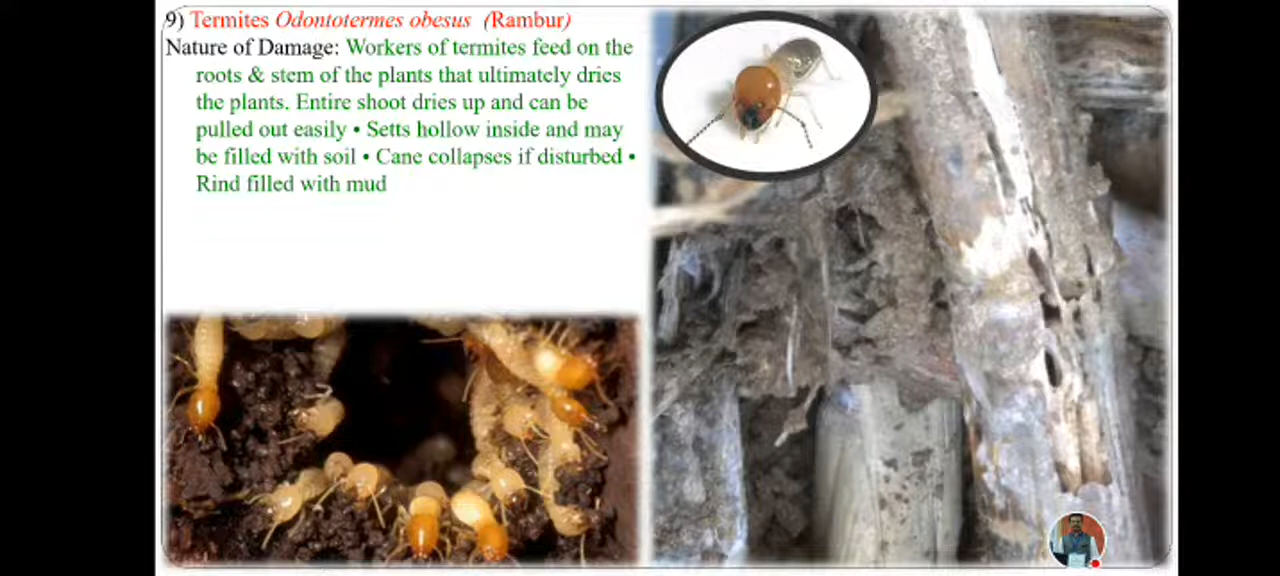 9) Termites Odontotermes obesus (Rambur)
Nature of Damage: Workers of termites feed on the
roots & stem of the plants that ultimately dries
the plants. Entire shoot dries up and can be
pulled out easily • Setts hollow inside and may
be filled with soil • Cane collapses if disturbed •
Rind filled with mud